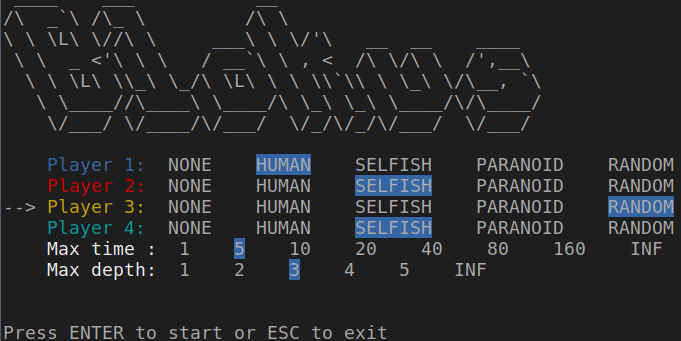 Blokus
Player 1: NONE HUMAN SELFISH PARANOID RANDOM
Player 2: NONE HUMAN SELFISH PARANOID RANDOM
--> Player 3: NONE HUMAN SELFISH PARANOID RANDOM
Player 4: NONE HUMAN SELFISH PARANOID RANDOM
Max time : 1 5 10 20 40 80 160 INF
Max depth: 1 2 3 4 5 INF
Press ENTER to start or ESC to exit